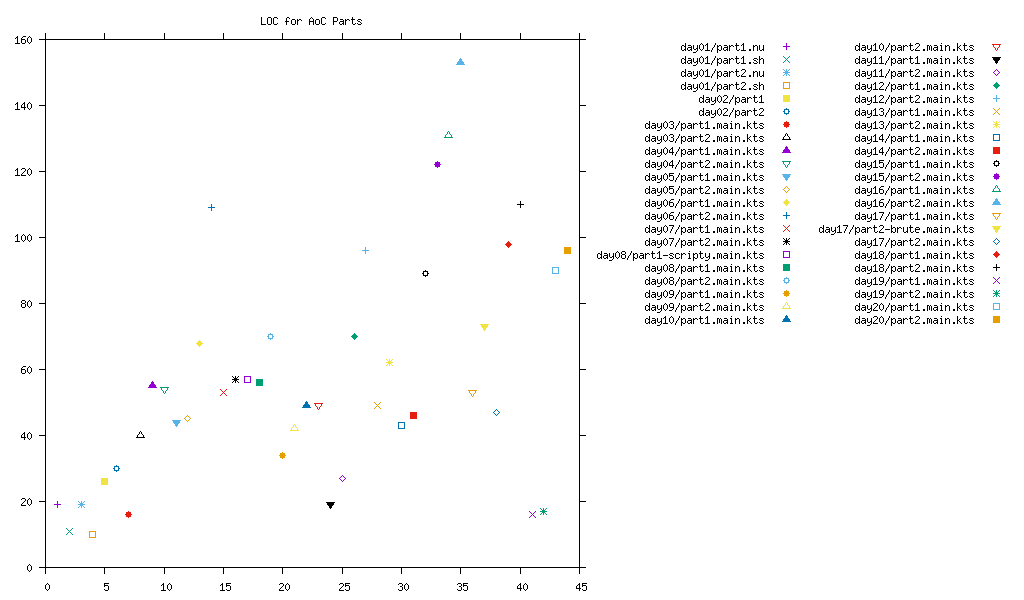 LOC for AoC Parts
160
140
120
100
80
60
40
20
0
0 5 10 15 20 25 30 35 40 45
day01/part1.nu
day01/part1.sh
day01/part2.nu
day01/part2.sh
day02/part1
day02/part2
day03/part1.main.kts
day03/part2.main.kts
day04/part1.main.kts
day04/part2.main.kts
day05/part1.main.kts
day05/part2.main.kts
day06/part1.main.kts
day06/part2.main.kts
day07/part1.main.kts
day07/part2.main.kts
day08/part1-scripty.main.kts
day08/part1.main.kts
day08/part2.main.kts
day09/part1.main.kts
day09/part2.main.kts
day10/part1.main.kts
day10/part2.main.kts
day11/part1.main.kts
day11/part2.main.kts
day12/part1.main.kts
day12/part2.main.kts
day13/part1.main.kts
day13/part2.main.kts
day14/part1.main.kts
day14/part2.main.kts
day15/part1.main.kts
day15/part2.main.kts
day16/part1.main.kts
day16/part2.main.kts
day17/part1.main.kts
day17/part2-brute.main.kts
day17/part2.main.kts
day18/part1.main.kts
day18/part2.main.kts
day19/part1.main.kts
day19/part2.main.kts
day20/part1.main.kts
day20/part2.main.kts